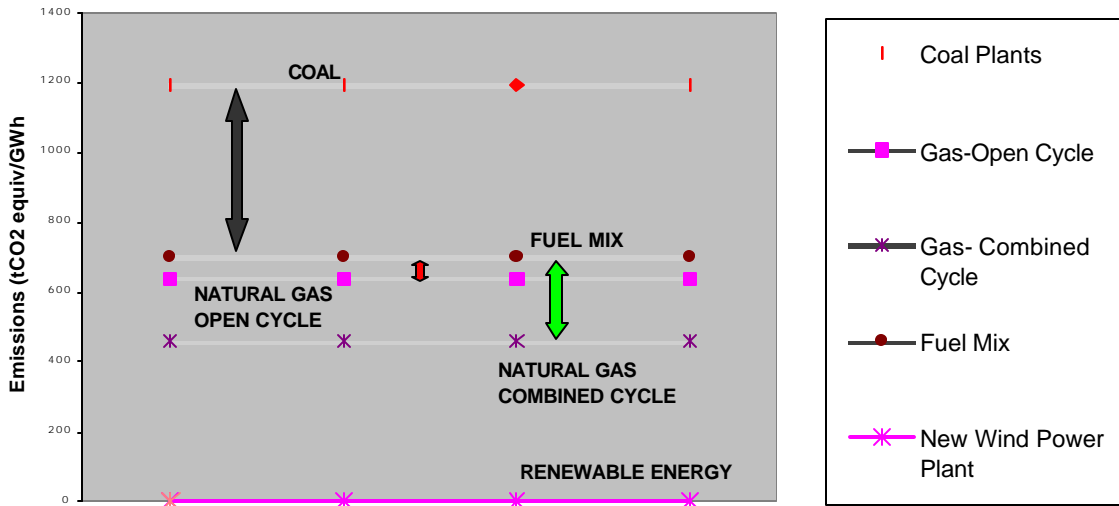 1400
1200
1000
800
600
400
200
0
Emissions (tCO2 equiv/GWh
COAL
FUEL MIX
NATURAL GAS
OPEN CYCLE
NATURAL GAS
COMBINED CYCLE
RENEWABLE ENERGY
Coal Plants
Gas-Open Cycle
Gas- Combined
Cycle
Fuel Mix
New Wind Power
Plant